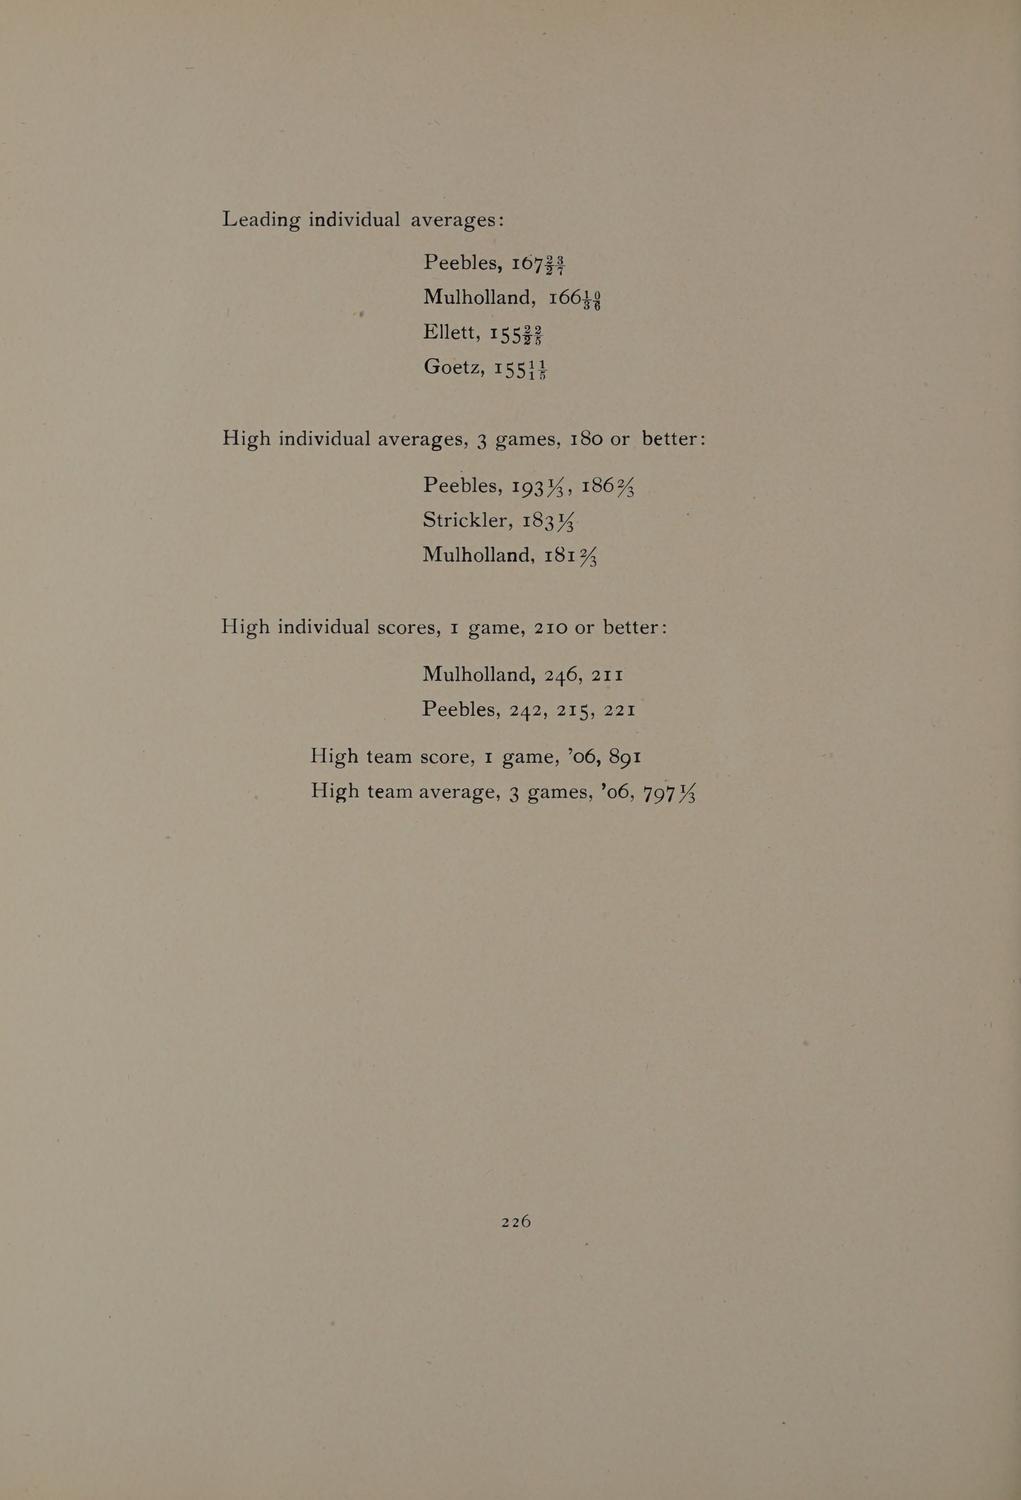 Leading individual averages:
Peebles, 167 23/27
Mulholland, 166 19/36
Ellett, 155 22/25
Goetz, 155 11/15
High individual averages, 3 games, 180 or better:
Peebles, 193⅓, 186⅔
Strickler, 183⅓
Mulholland, 181⅔
High individual scores, 1 game, 210 or better:
Mulholland, 246, 211
Peebles, 242, 215, 221
High team score, 1 game, ’06, 891
High team average, 3 games, ’06, 797⅓
226